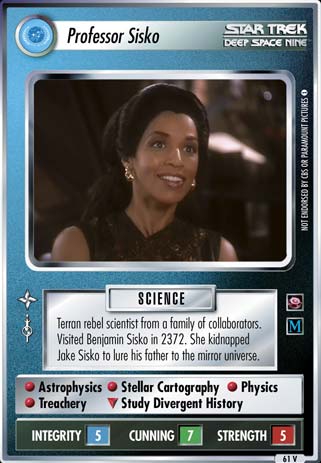 Professor Sisko
STAR TREK
DEEP SPACE NINE
NOT ENDORSED BY CBS OR PARAMOUNT PICTURES
SCIENCE
Terran rebel scientist from a family of collaborators.
Visited Benjamin Sisko in 2372. She kidnapped
Jake Sisko to lure his father to the mirror universe.
M
Astrophysics Stellar Cartography Physics
Treachery Study Divergent History
INTEGRITY 5 CUNNING 7 STRENGTH 5
61 V